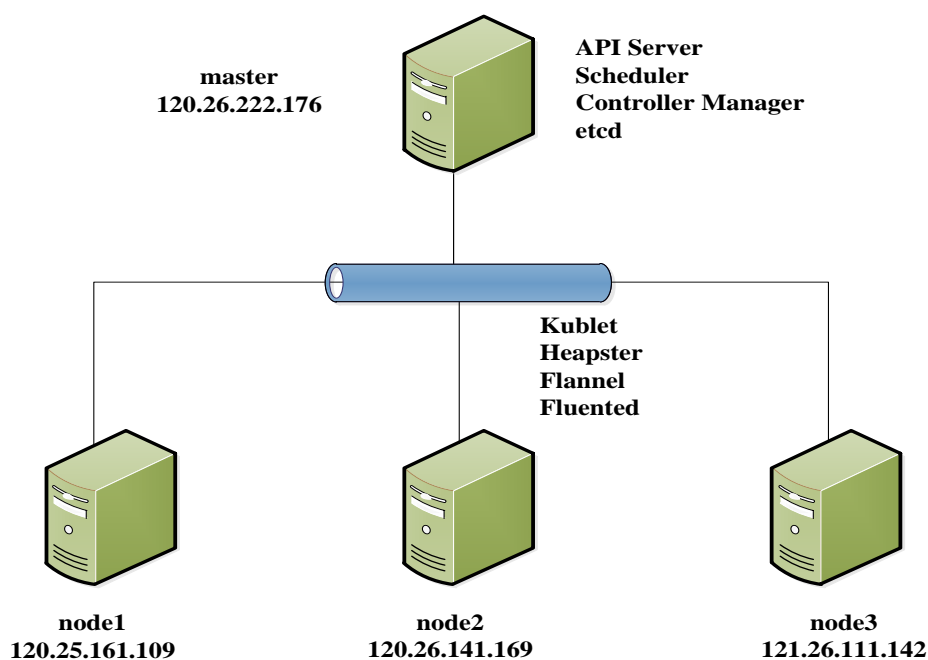 master
120.26.222.176
API Server
Scheduler
Controller Manager
etcd
Kublet
Heapster
Flannel
Fluented
node1
120.25.161.109
node2
120.26.141.169
node3
121.26.111.142